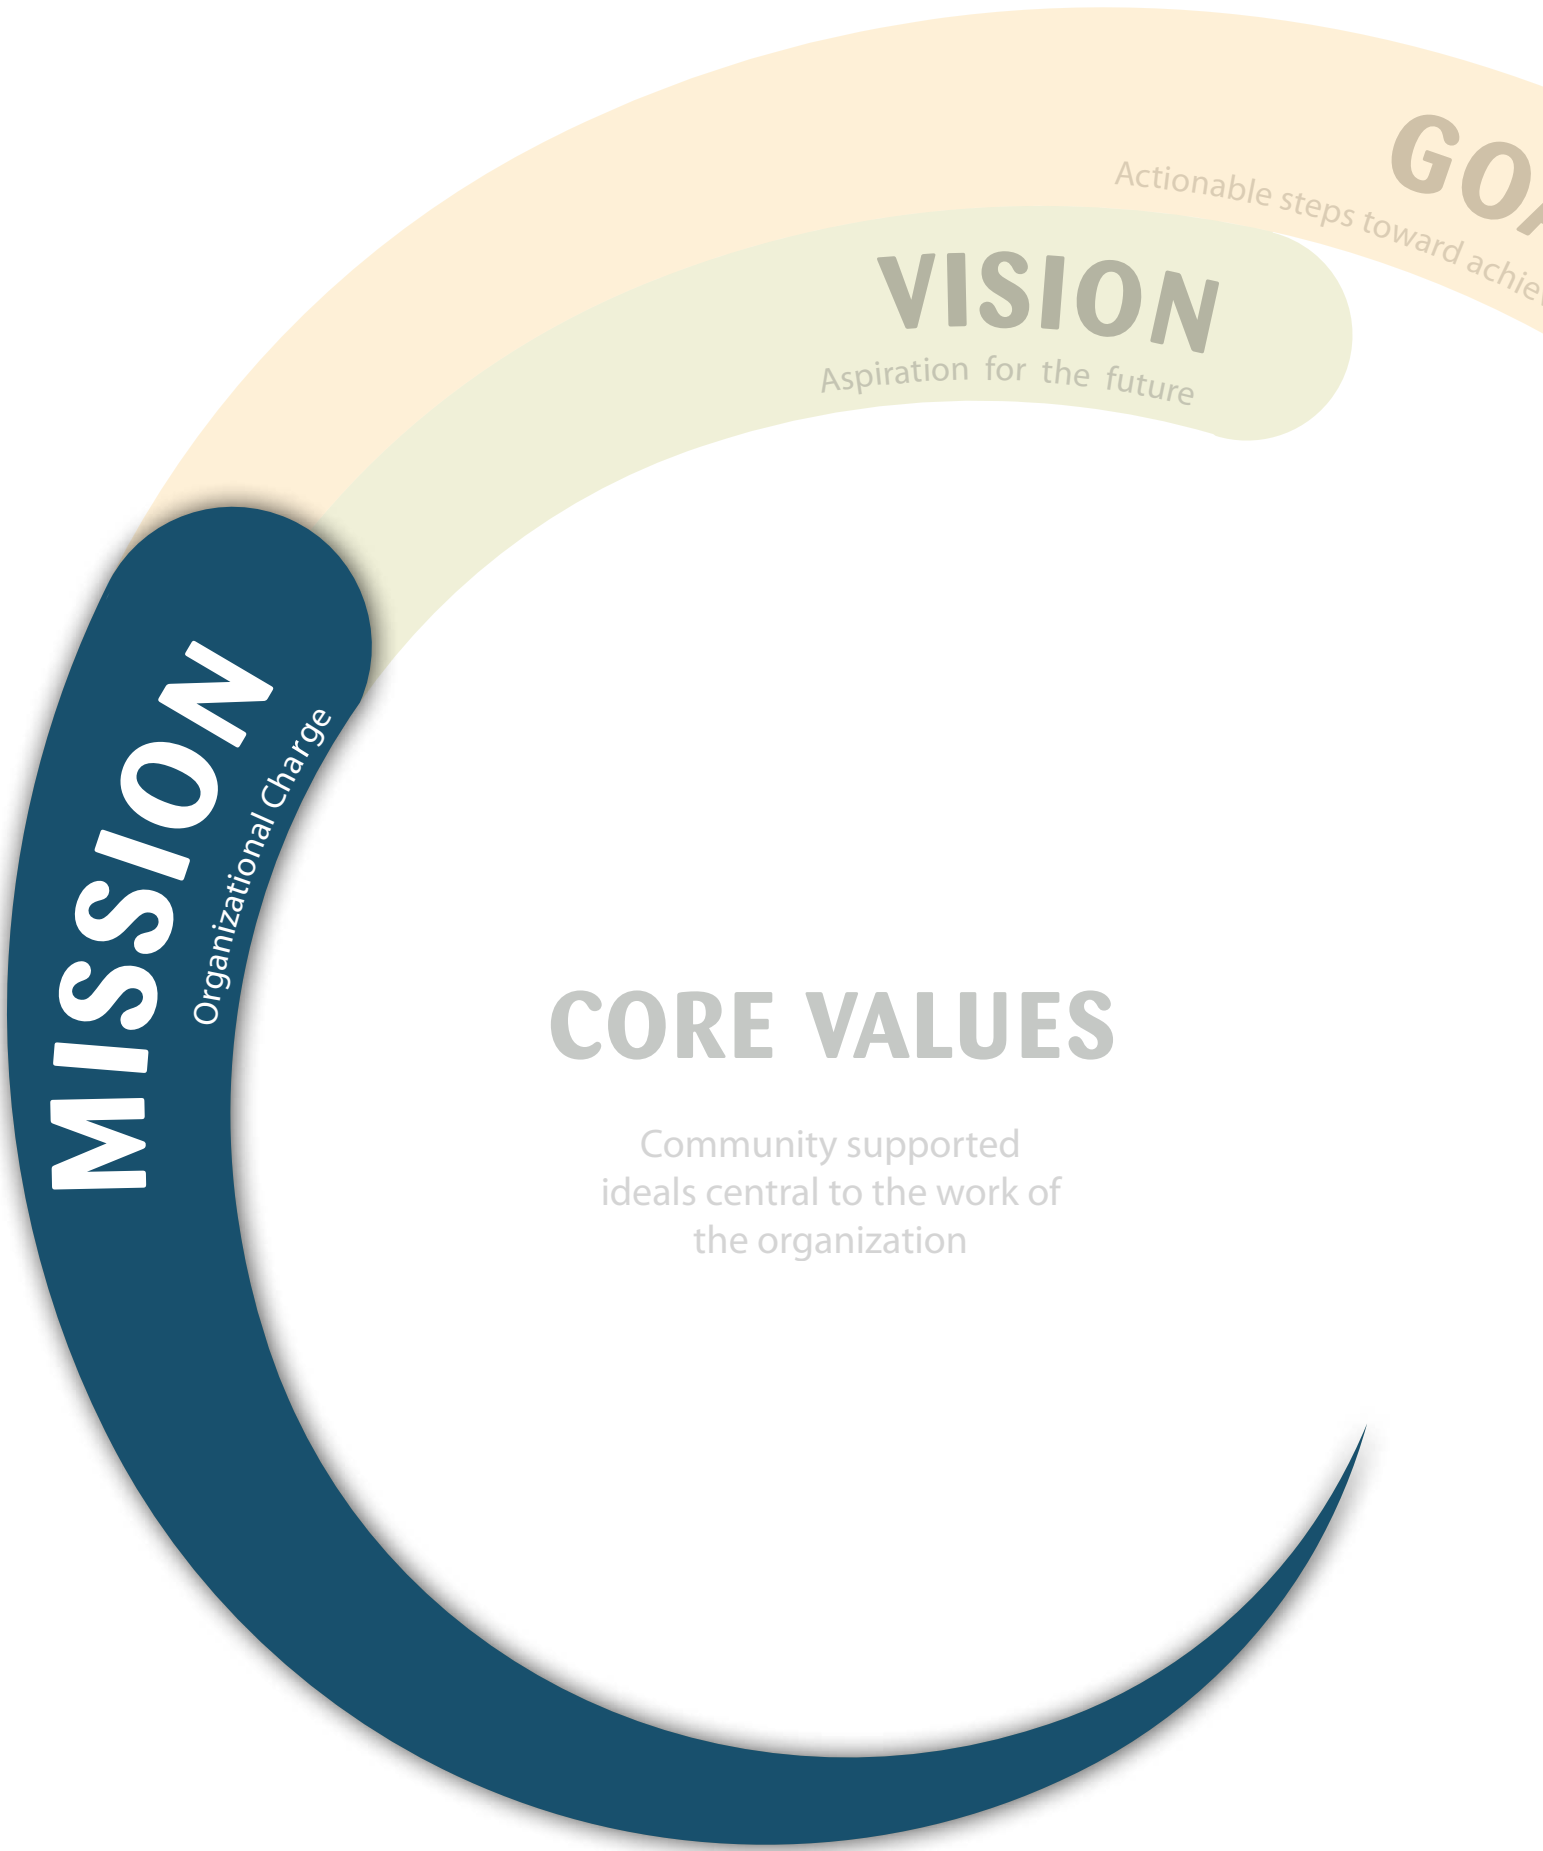 GOA
Actionable steps toward achie
VISION
Aspiration for the future
MISSION
Organizational Charge
CORE VALUES
Community supported
ideals central to the work of
the organization